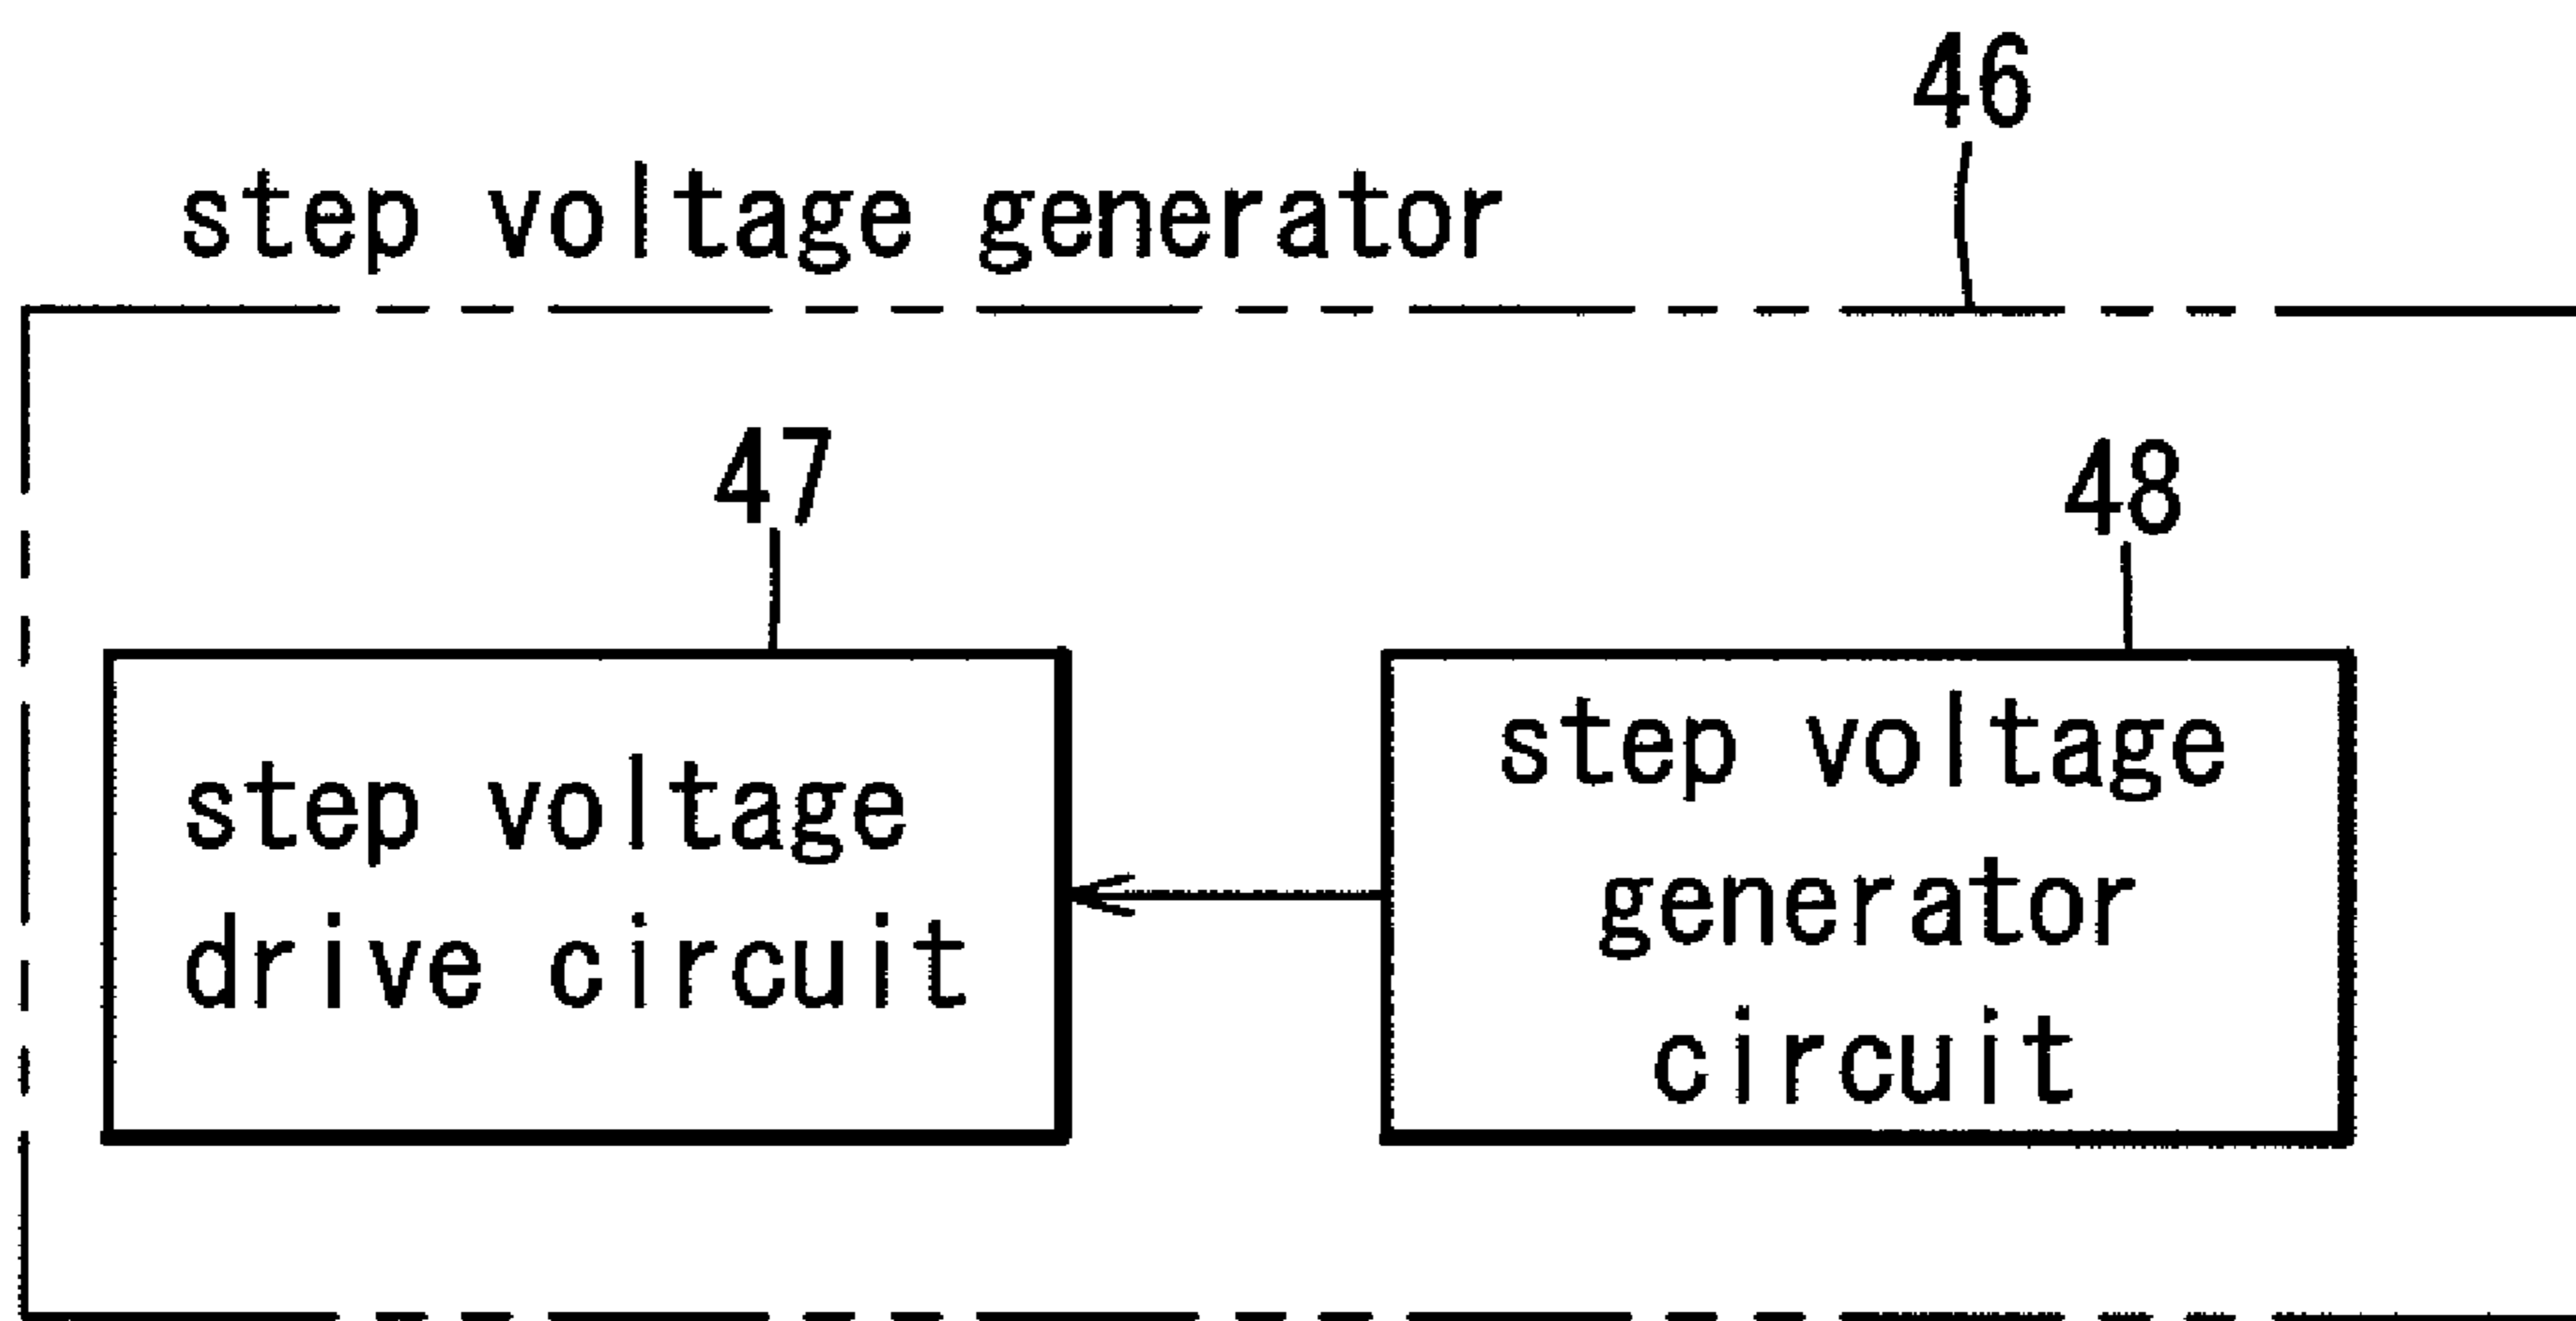 46
step voltage generator
47
48
step voltage
drive circuit
step voltage
generator
circuit